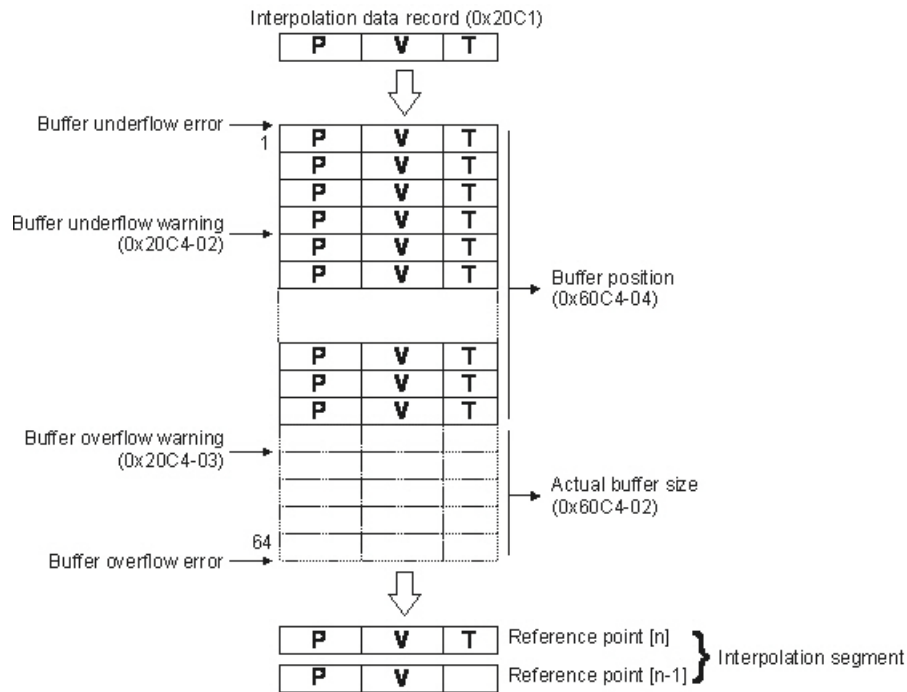 Interpolation data record (0x20C1)
P V T
Buffer underflow error
1 P V T
P V T
P V T
Buffer underflow warning
(0x20C4-02)
P V T
P V T
P V T
Buffer position
(0x60C4-04)
P V T
P V T
P V T
Buffer overflow warning
(0x20C4-03)
Actual buffer size
(0x60C4-02)
64
Buffer overflow error
P V T Reference point [n]
P V Reference point [n-1]
Interpolation segment